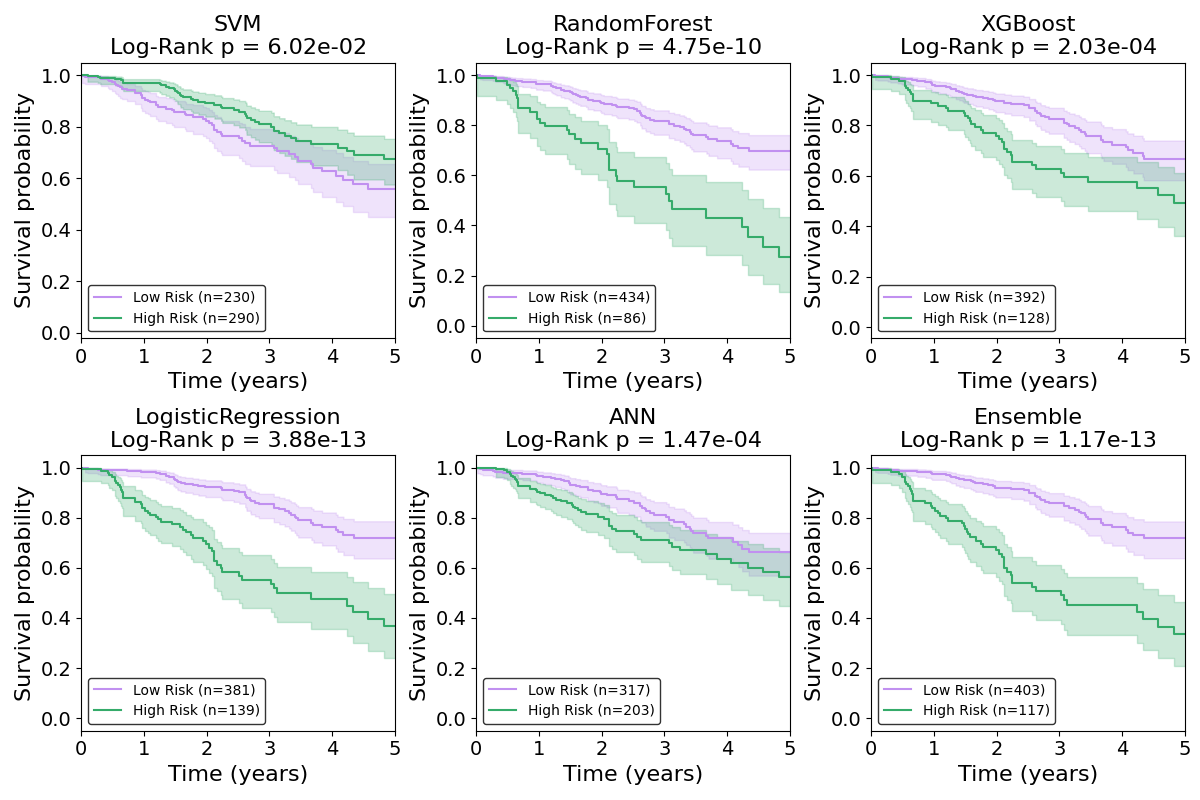 SVM
Log-Rank p = 6.02e-02
Survival probability
1.0
0.8
0.6
0.4
0.2
0.0
Low Risk (n=230)
High Risk (n=290)
0 1 2 3 4 5
Time (years)
RandomForest
Log-Rank p = 4.75e-10
Survival probability
1.0
0.8
0.6
0.4
0.2
0.0
Low Risk (n=434)
High Risk (n=86)
0 1 2 3 4 5
Time (years)
XGBoost
Log-Rank p = 2.03e-04
Survival probability
1.0
0.8
0.6
0.4
0.2
0.0
Low Risk (n=392)
High Risk (n=128)
0 1 2 3 4 5
Time (years)
LogisticRegression
Log-Rank p = 3.88e-13
Survival probability
1.0
0.8
0.6
0.4
0.2
0.0
Low Risk (n=381)
High Risk (n=139)
0 1 2 3 4 5
Time (years)
ANN
Log-Rank p = 1.47e-04
Survival probability
1.0
0.8
0.6
0.4
0.2
0.0
Low Risk (n=317)
High Risk (n=203)
0 1 2 3 4 5
Time (years)
Ensemble
Log-Rank p = 1.17e-13
Survival probability
1.0
0.8
0.6
0.4
0.2
0.0
Low Risk (n=403)
High Risk (n=117)
0 1 2 3 4 5
Time (years)